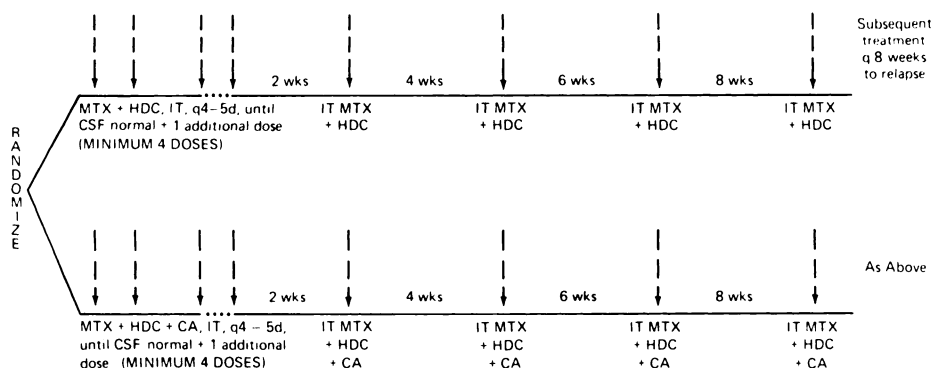 RANDOMIZE
2 wks 4 wks 6 wks 8 wks
Subsequent
treatment
q 8 weeks
to relapse
MTX + HDC, IT, q4-5d, until
CSF normal + 1 additional dose
(MINIMUM 4 DOSES)
IT MTX
+ HDC
IT MTX
+ HDC
IT MTX
+ HDC
IT MTX
+ HDC
2 wks 4 wks 6 wks 8 wks
As Above
MTX + HDC + CA, IT, q4 - 5d,
until CSF normal + 1 additional
dose (MINIMUM 4 DOSES)
IT MTX
+ HDC
+ CA
IT MTX
+ HDC
+ CA
IT MTX
+ HDC
+ CA
IT MTX
+ HDC
+ CA